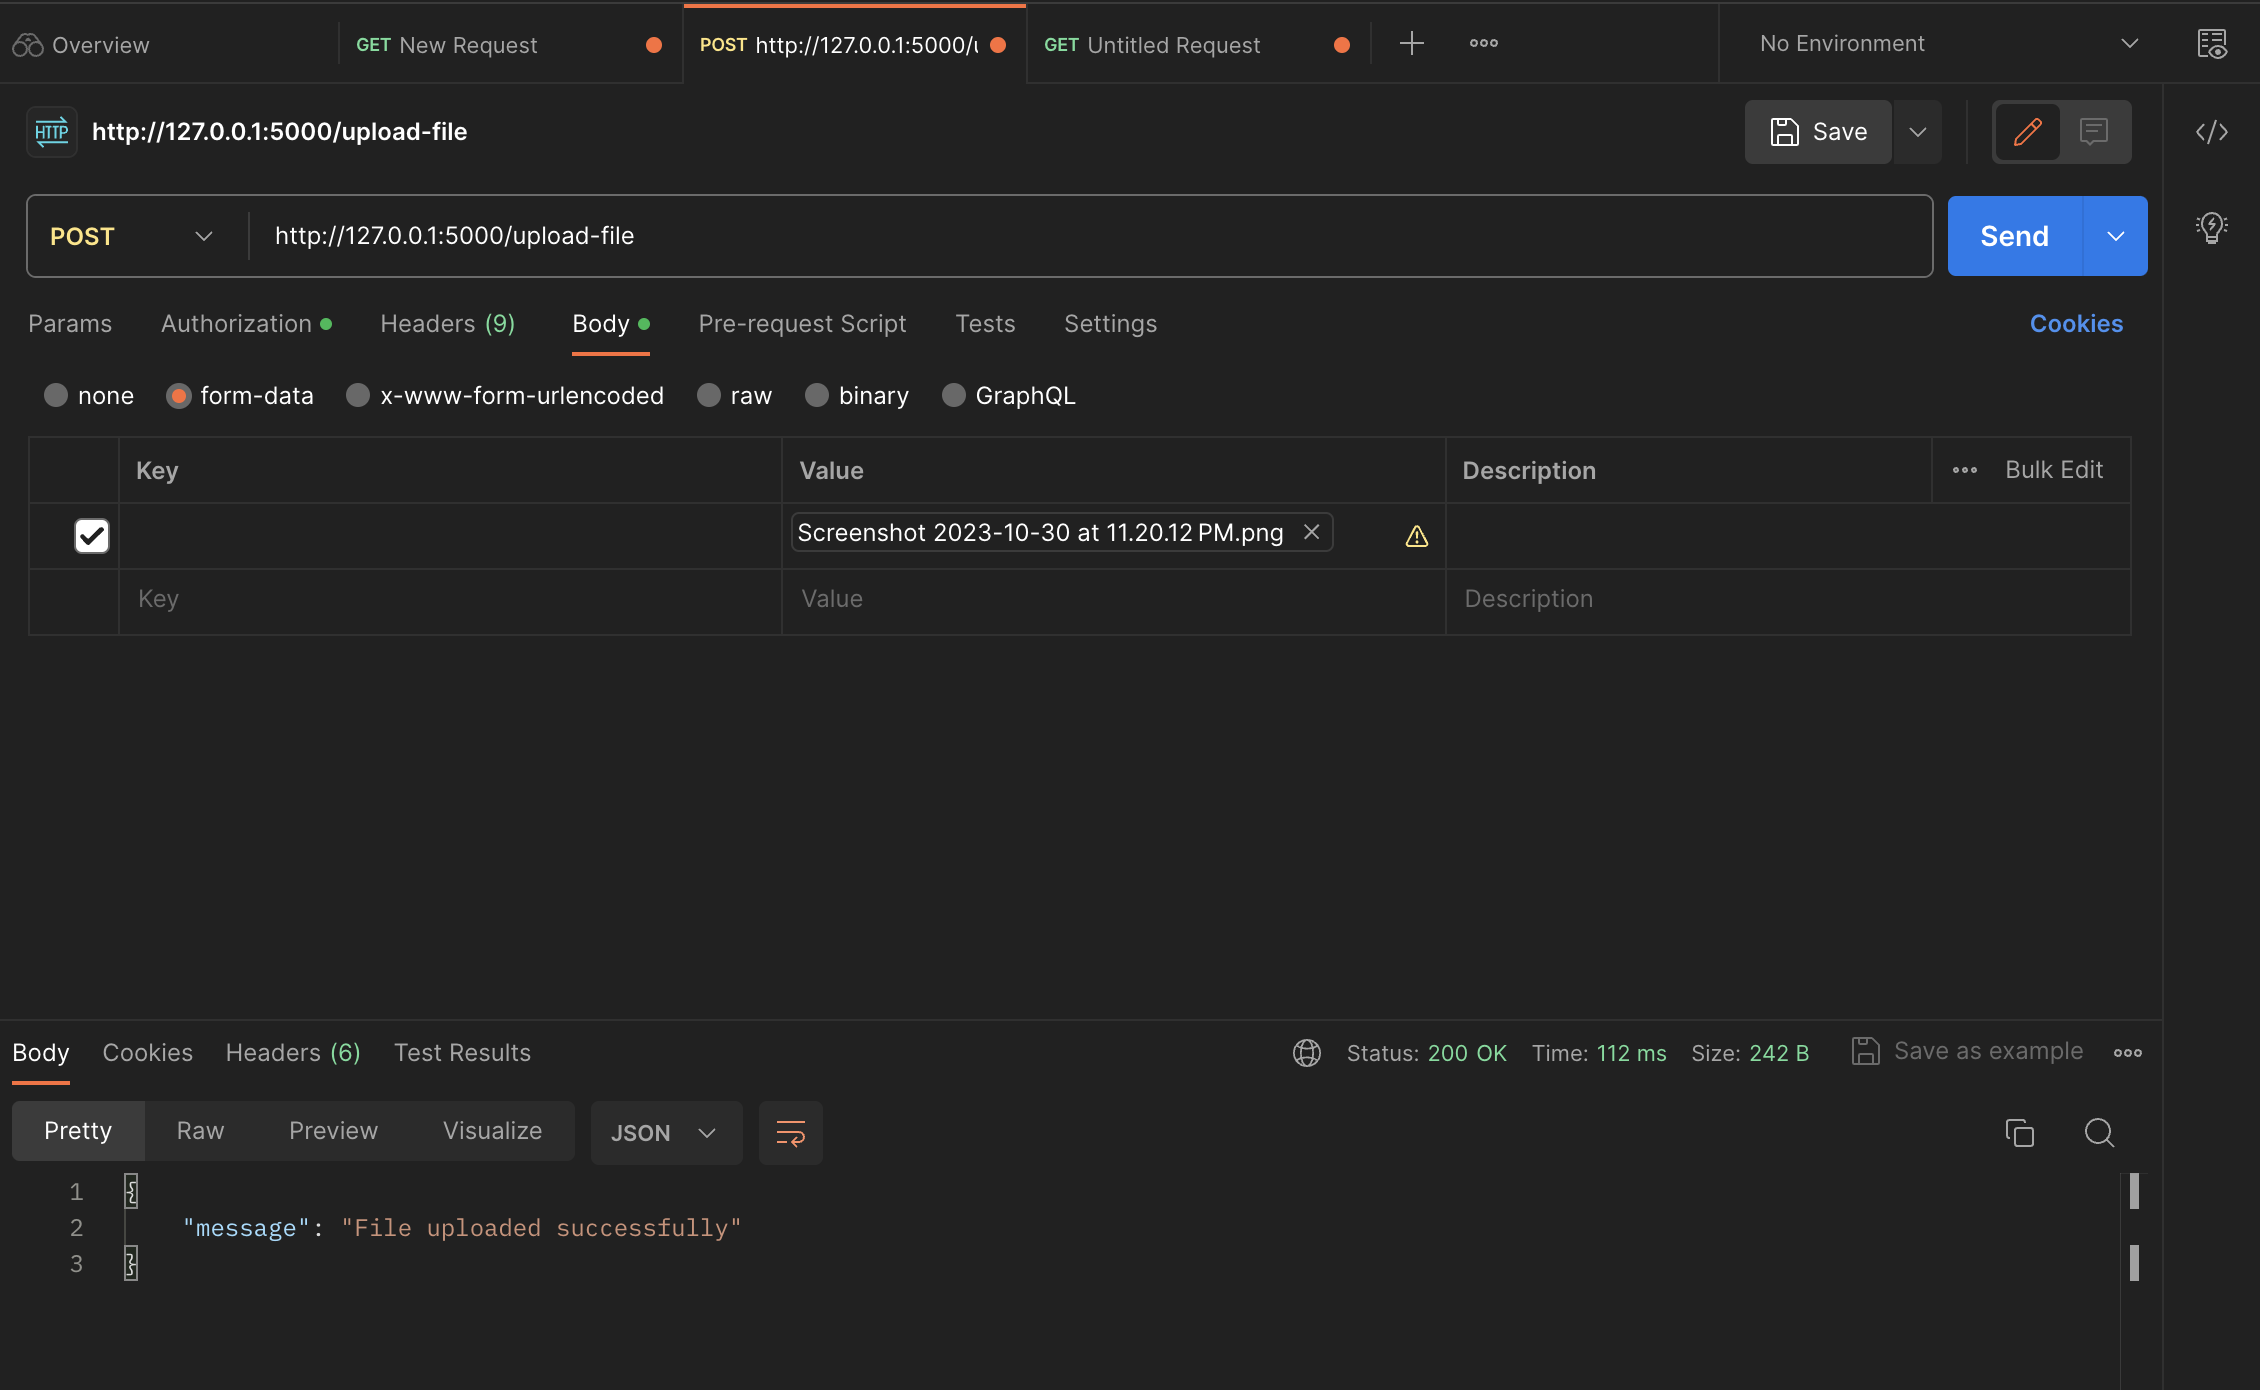 Overview
GET New Request
POST http://127.0.0.1:5000/u
GET Untitled Request
No Environment
HTTP
http://127.0.0.1:5000/upload-file
Save
POST
http://127.0.0.1:5000/upload-file
Send
Params
Authorization
Headers (9)
Body
Pre-request Script
Tests
Settings
Cookies
none
form-data
x-www-form-urlencoded
raw
binary
GraphQL
Key
Value
Description
Bulk Edit
Screenshot 2023-10-30 at 11.20.12 PM.png
Key
Value
Description
Body
Cookies
Headers (6)
Test Results
Status: 200 OK
Time: 112 ms
Size: 242 B
Save as example
Pretty
Raw
Preview
Visualize
JSON
1 {
2 "message": "File uploaded successfully"
3 }